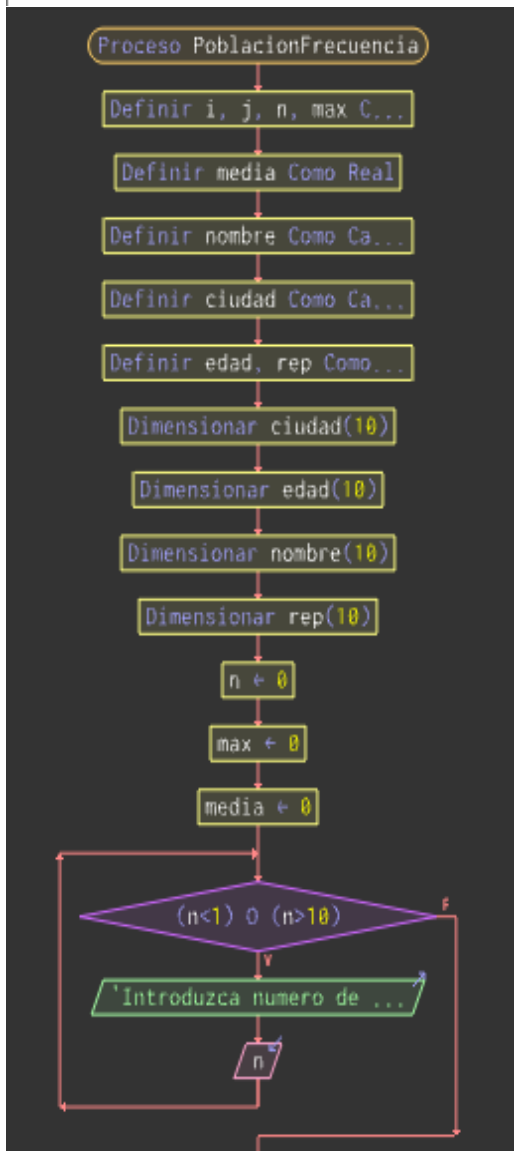 Proceso PoblacionFrecuencia
Definir i, j, n, max C...
Definir media Como Real
Definir nombre Como Ca...
Definir ciudad Como Ca...
Definir edad, rep Como...
Dimensionar ciudad(10)
Dimensionar edad(10)
Dimensionar nombre(10)
Dimensionar rep(10)
n ← 0
max ← 0
media ← 0
(n<1) O (n>10)
F
V
'Introduzca numero de ...
n